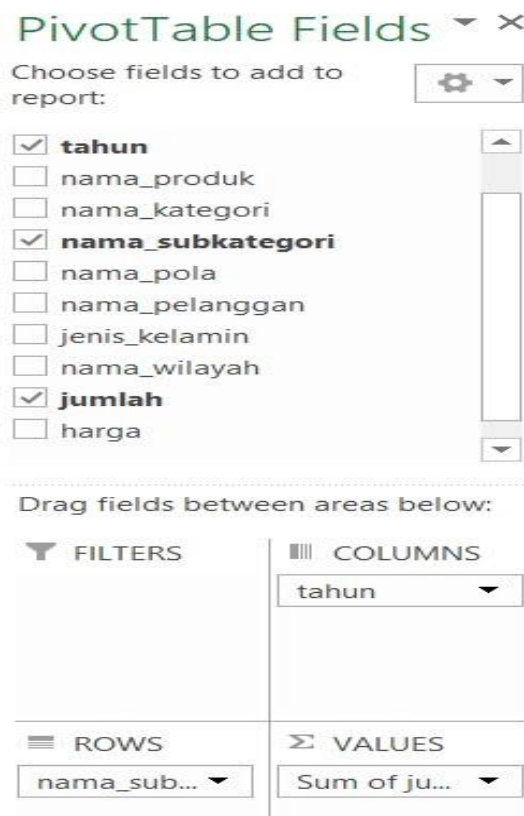 PivotTable Fields
Choose fields to add to
report:
tahun
nama_produk
nama_kategori
nama_subkategori
nama_pola
nama_pelanggan
jenis_kelamin
nama_wilayah
jumlah
harga
Drag fields between areas below:
FILTERS
COLUMNS
tahun
ROWS
nama_sub...
VALUES
Sum of ju...